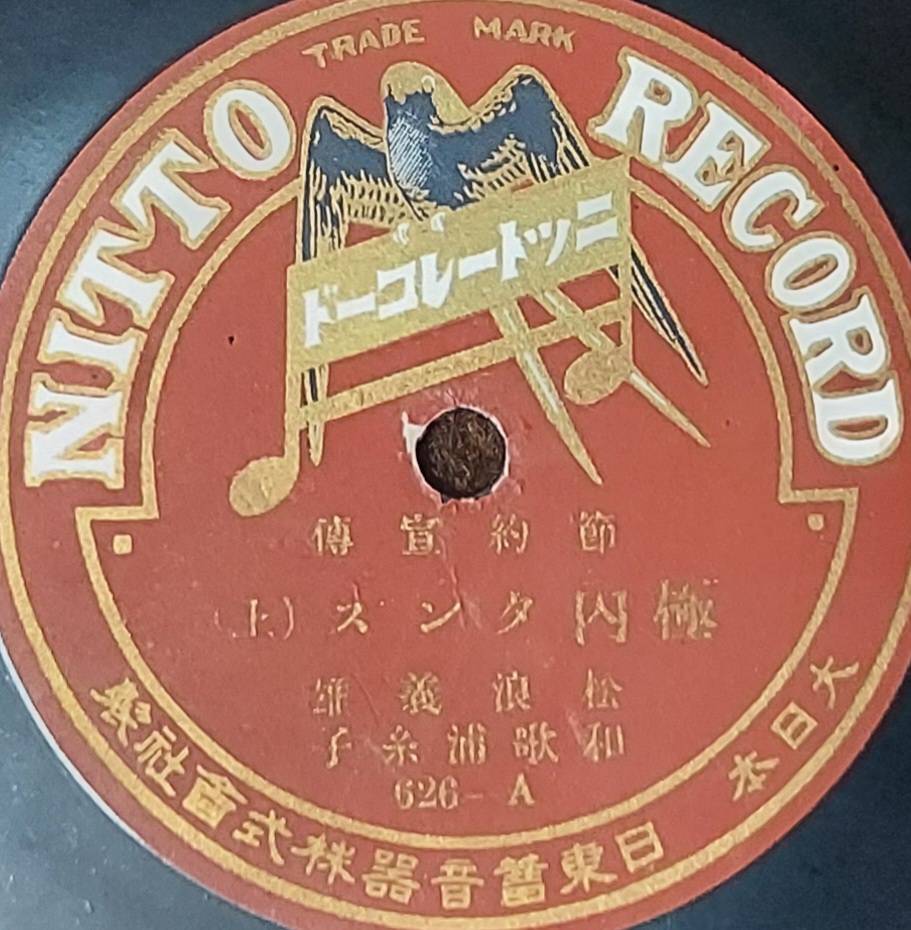 TRADE MARK
NITTO RECORD
ニットーレコード
節約宣傳
極内タンス(上)
松浪義雄
和歌浦糸子
626-A
大日本 日東蓄音器株式會社製